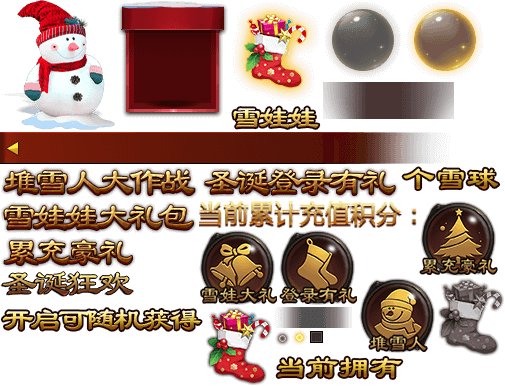 雪娃娃
堆雪人大作战
圣诞登录有礼
个雪球
雪娃娃大礼包
当前累计充值积分：
累充豪礼
圣诞狂欢
雪娃大礼
登录有礼
累充豪礼
开启可随机获得
堆雪人
当前拥有